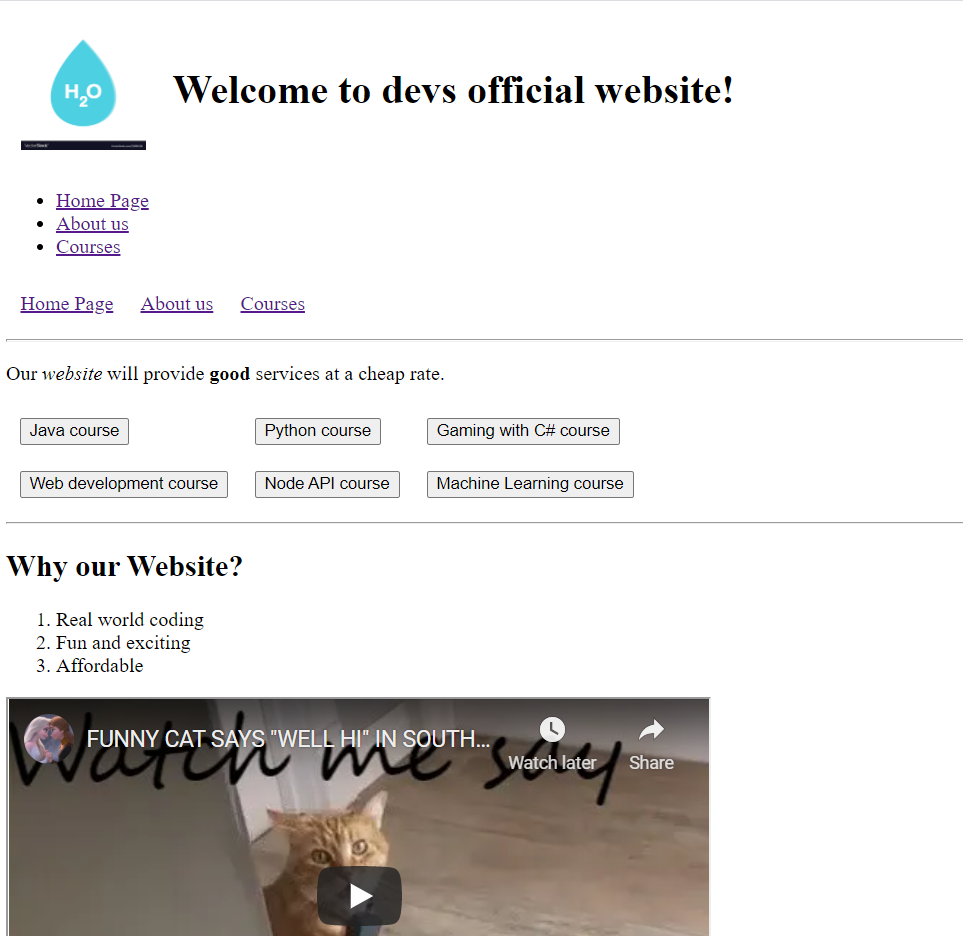 H2O
Welcome to devs official website!
Home Page
About us
Courses
Home Page About us Courses
Our website will provide good services at a cheap rate.
Java course Python course Gaming with C# course
Web development course Node API course Machine Learning course
Why our Website?
1. Real world coding
2. Fun and exciting
3. Affordable
Watch me say
FUNNY CAT SAYS "WELL HI" IN SOUTH...
Watch later Share